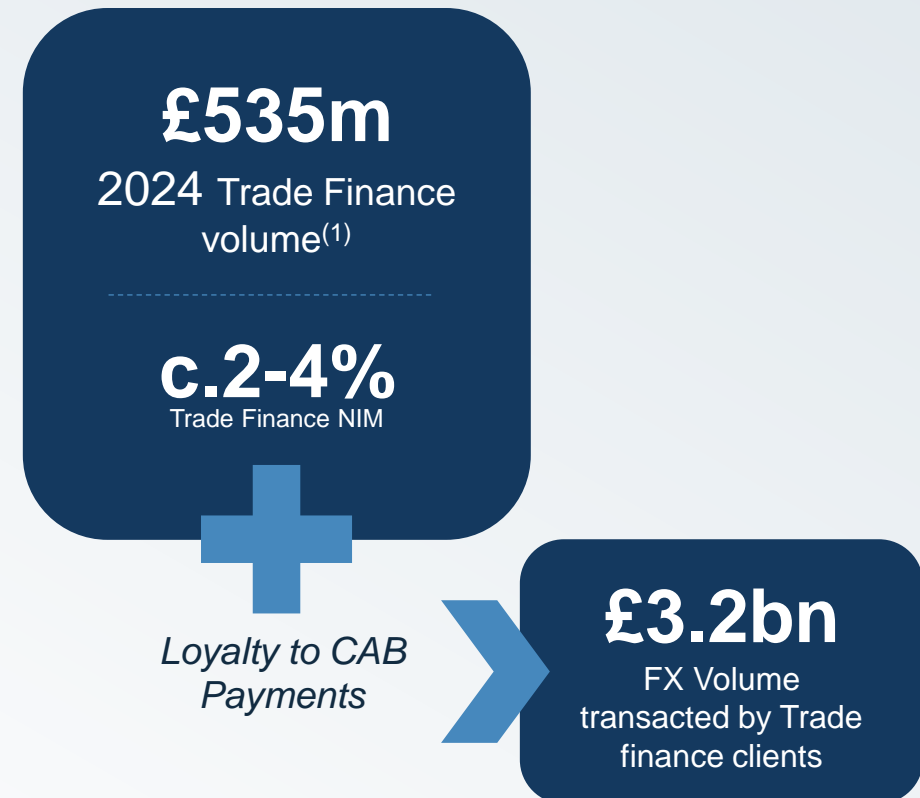 £535m
2024 Trade Finance
volume(1)
c.2-4%
Trade Finance NIM
Loyalty to CAB
Payments
£3.2bn
FX Volume
transacted by Trade
finance clients